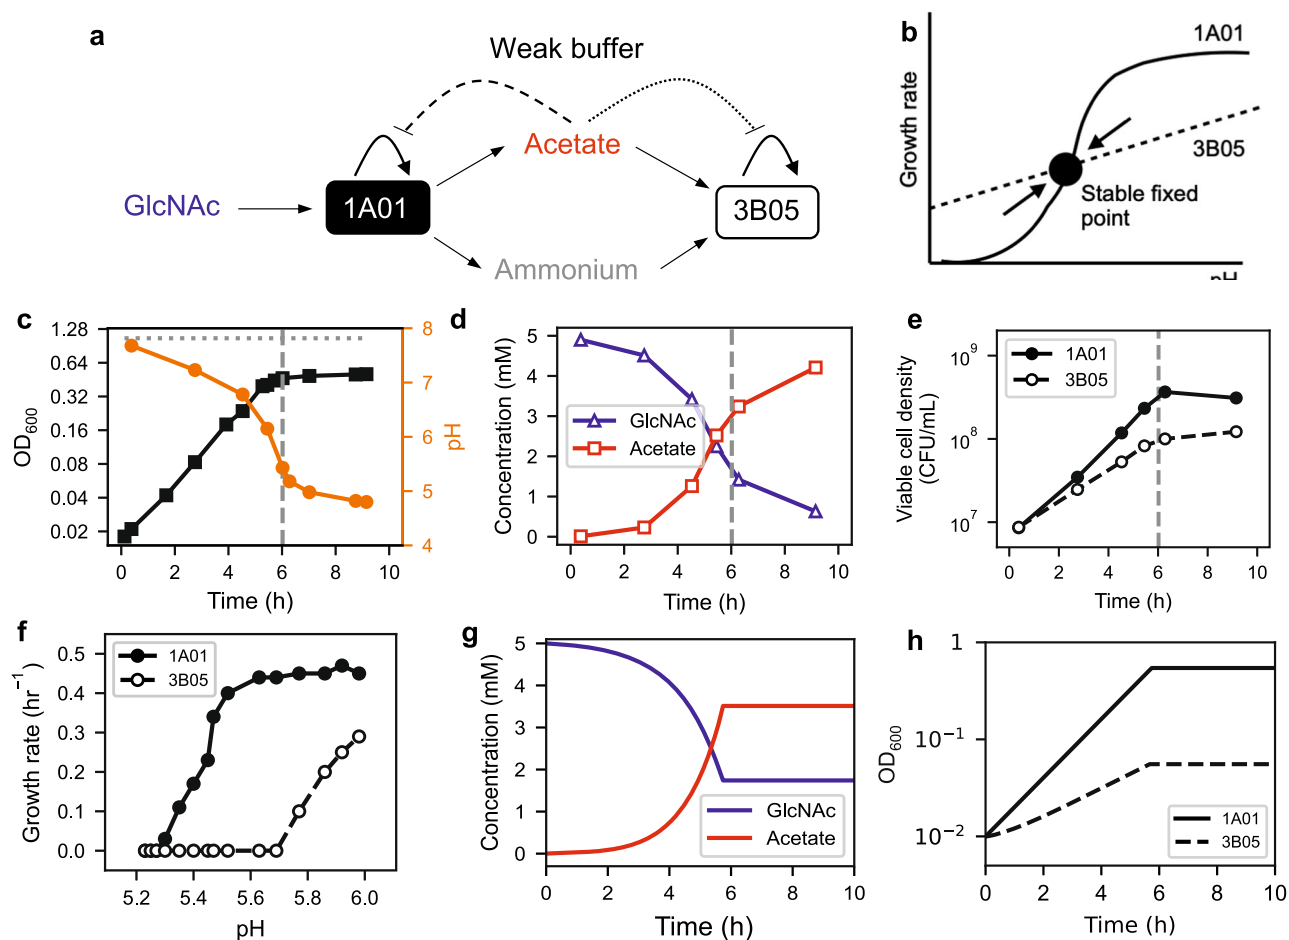 a
Weak buffer
Acetate
GlcNAc
1A01
3B05
Ammonium
b
Growth rate
1A01
3B05
Stable fixed
point
pH
c
OD600
1.28
0.64
0.32
0.16
0.08
0.04
0.02
8
7
6
5
4
pH
0 2 4 6 8 10
Time (h)
d
Concentration (mM)
5
4
3
2
1
0
GlcNAc
Acetate
0 2 4 6 8 10
Time (h)
e
Viable cell density
(CFU/mL)
10^9
10^8
10^7
1A01
3B05
0 2 4 6 8 10
Time (h)
f
Growth rate (hr−1)
0.5
0.4
0.3
0.2
0.1
0.0
1A01
3B05
5.2 5.4 5.6 5.8 6.0
pH
g
Concentration (mM)
5
4
3
2
1
0
GlcNAc
Acetate
0 2 4 6 8 10
Time (h)
h
OD600
1
10−1
10−2
1A01
3B05
0 2 4 6 8 10
Time (h)